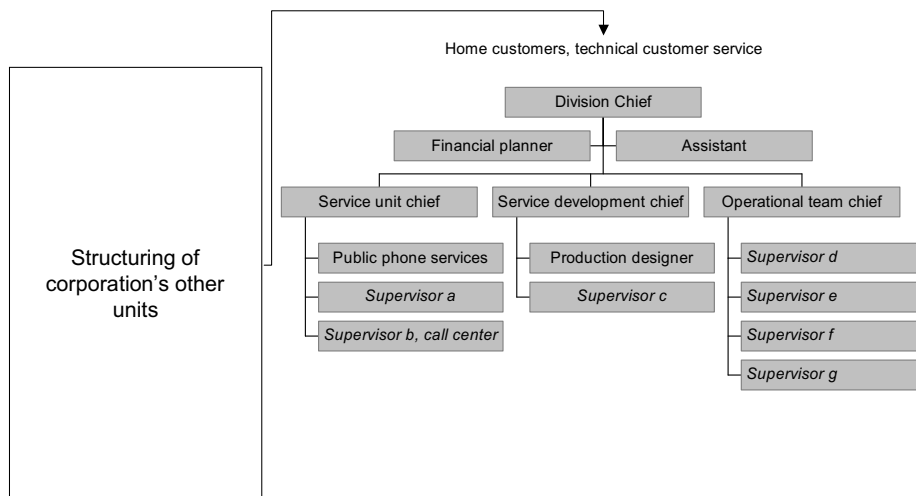 Home customers, technical customer service
Division Chief
Financial planner
Assistant
Service unit chief
Service development chief
Operational team chief
Structuring of
corporation's other
units
Public phone services
Production designer
Supervisor d
Supervisor a
Supervisor c
Supervisor e
Supervisor b, call center
Supervisor f
Supervisor g